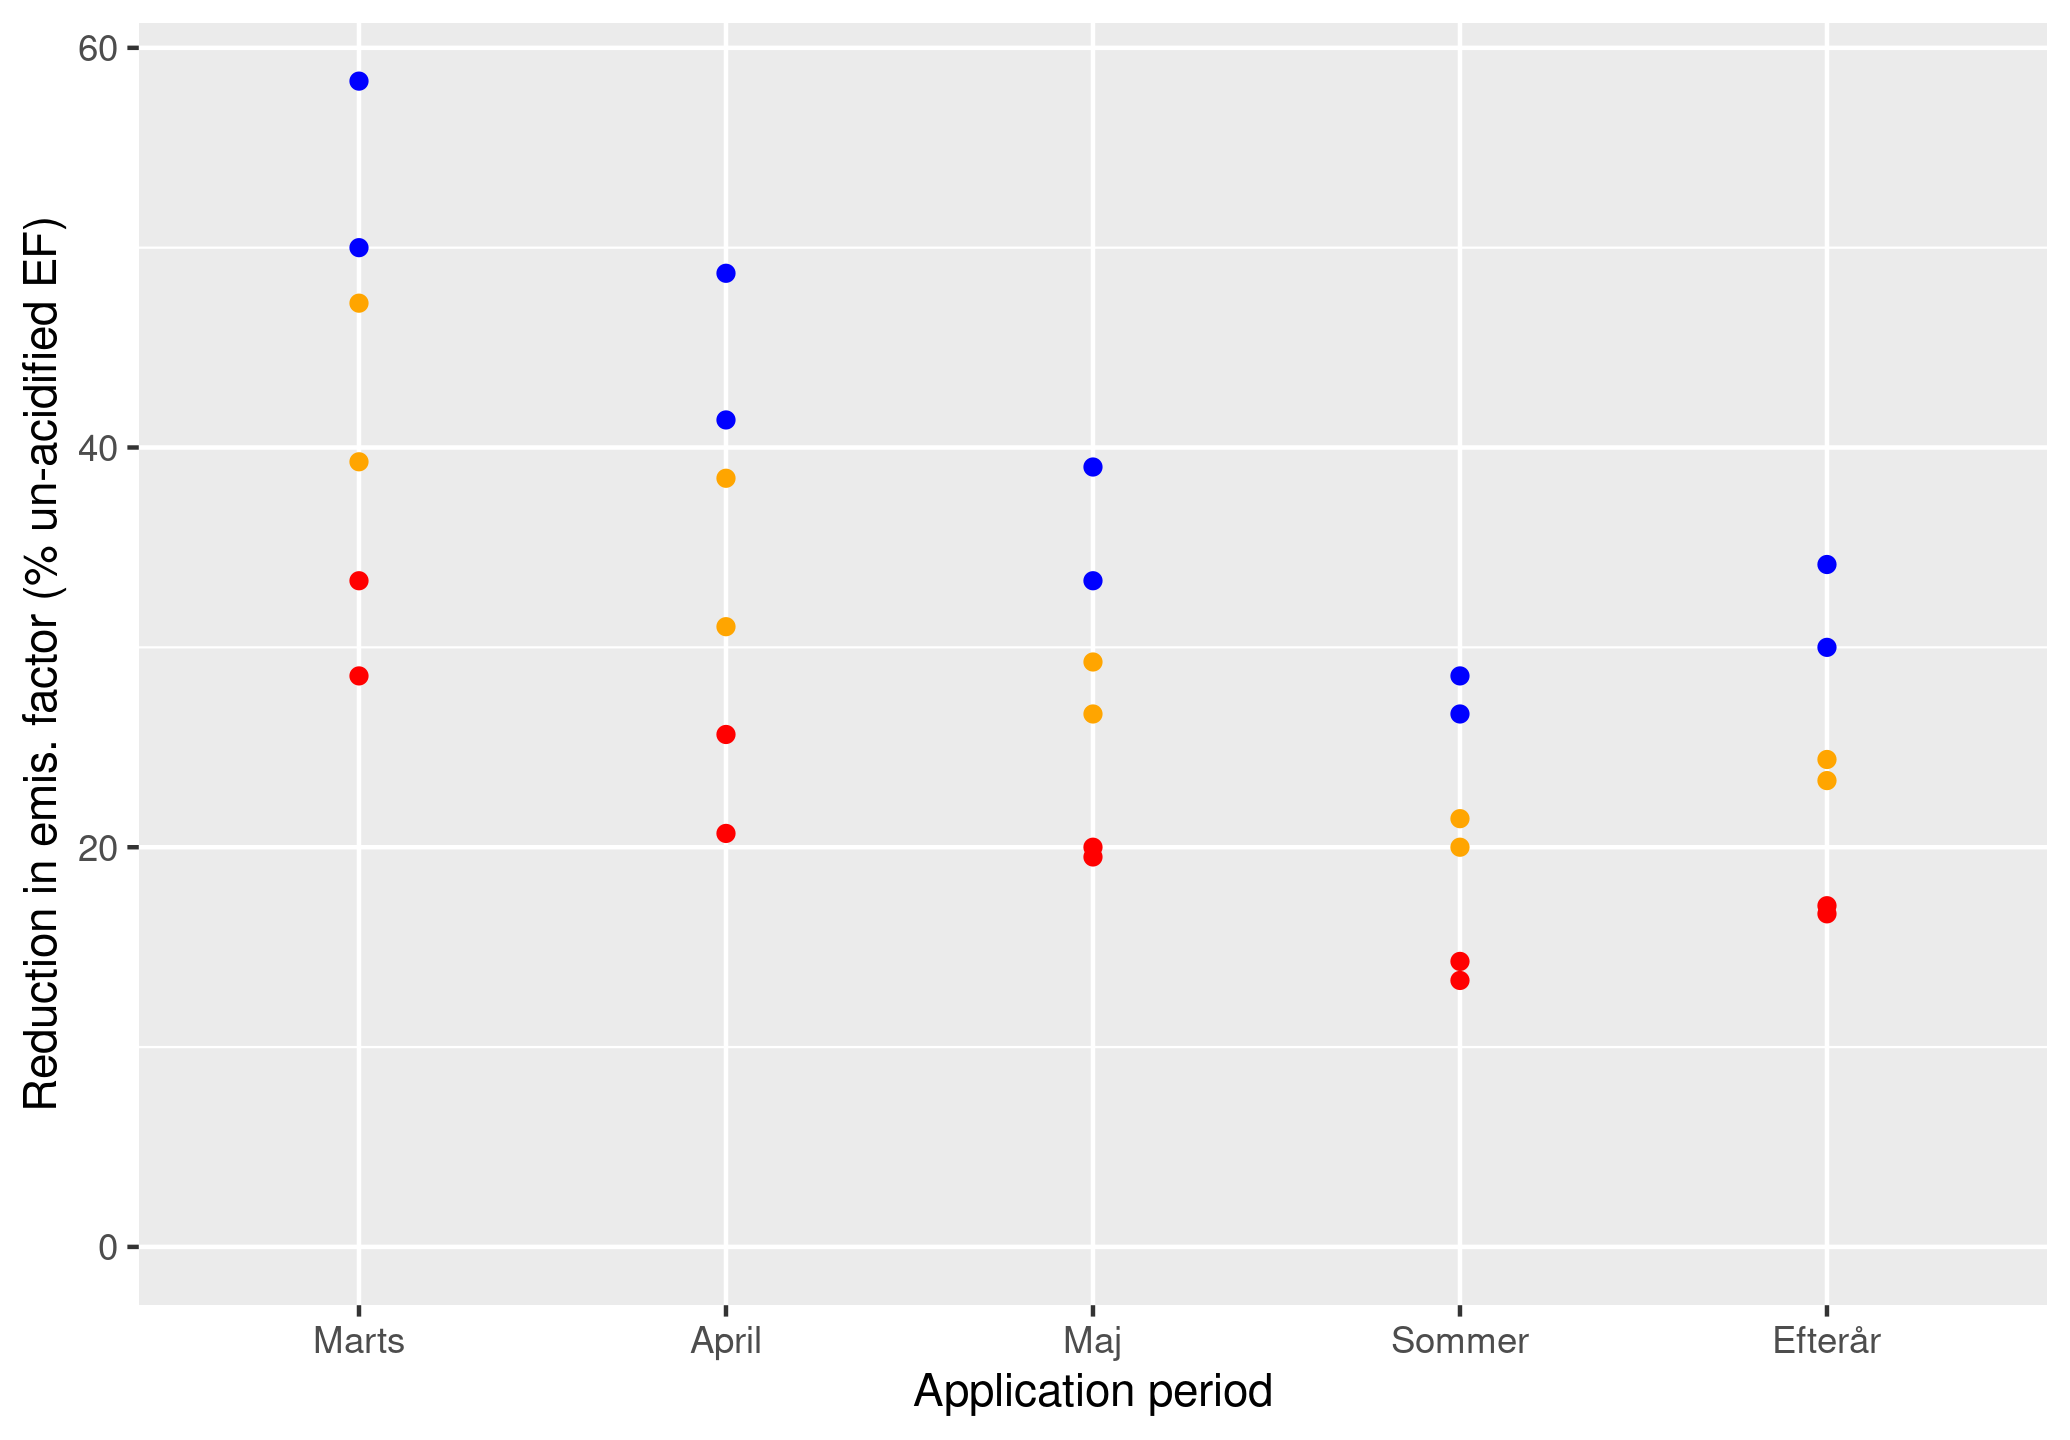 Reduction in emis. factor (% un-acidified EF)
60
40
20
0
Marts April Maj Sommer Efterår
Application period